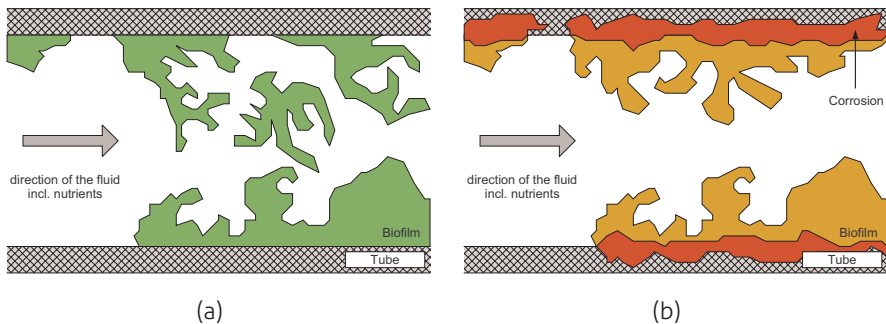 direction of the fluid
incl. nutrients
Biofilm
Tube
(a)
Corrosion
direction of the fluid
incl. nutrients
Biofilm
Tube
(b)